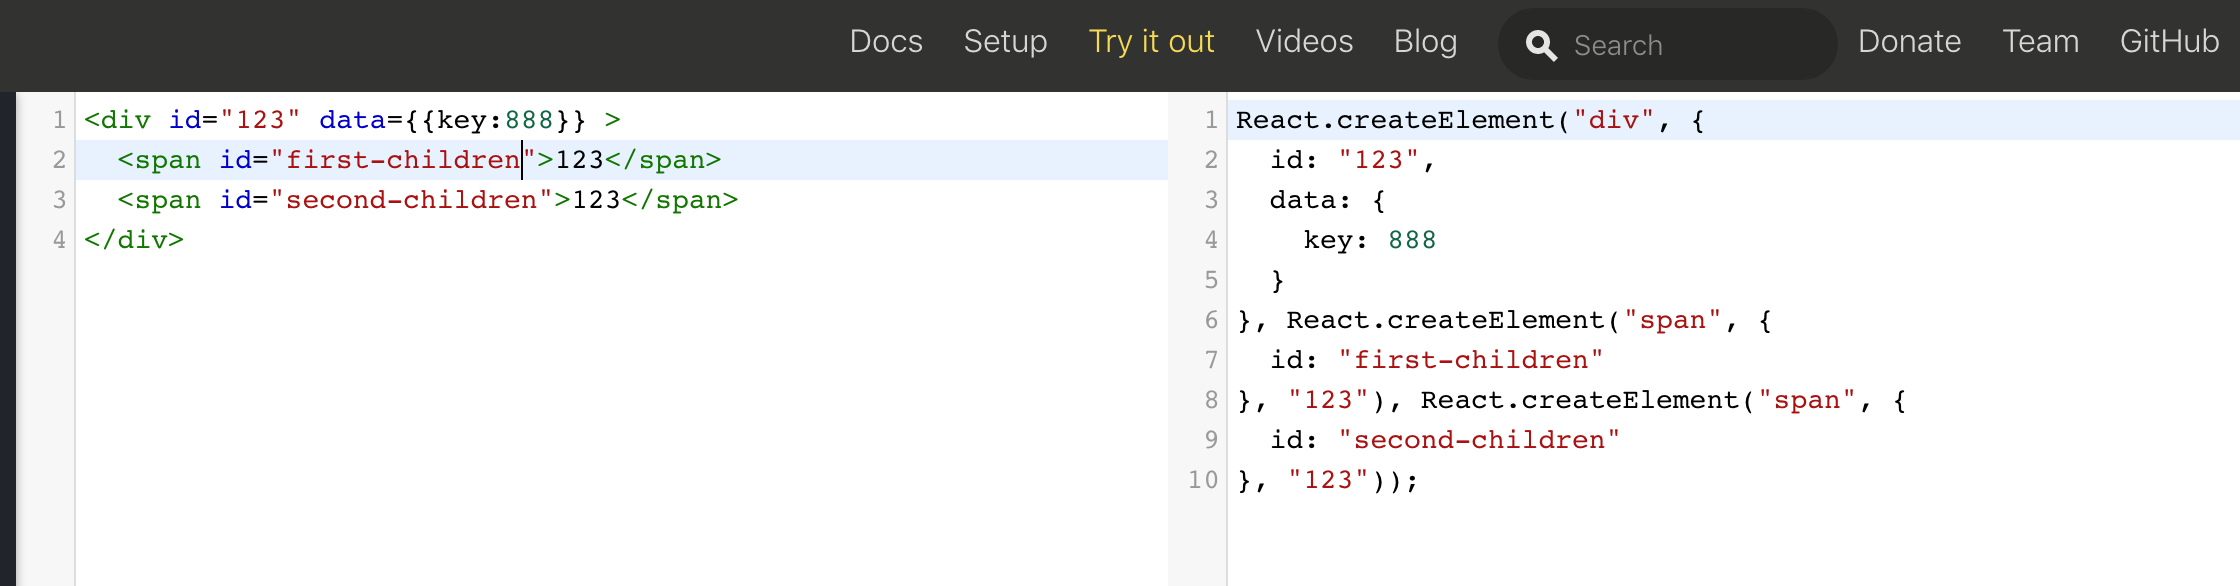 Docs Setup Try it out Videos Blog Search Donate Team GitHub
1 <div id="123" data={{key:888}} >
2   <span id="first-children">123</span>
3   <span id="second-children">123</span>
4 </div>
1 React.createElement("div", {
2   id: "123",
3   data: {
4     key: 888
5   }
6 }, React.createElement("span", {
7   id: "first-children"
8 }, "123"), React.createElement("span", {
9   id: "second-children"
10 }, "123"));